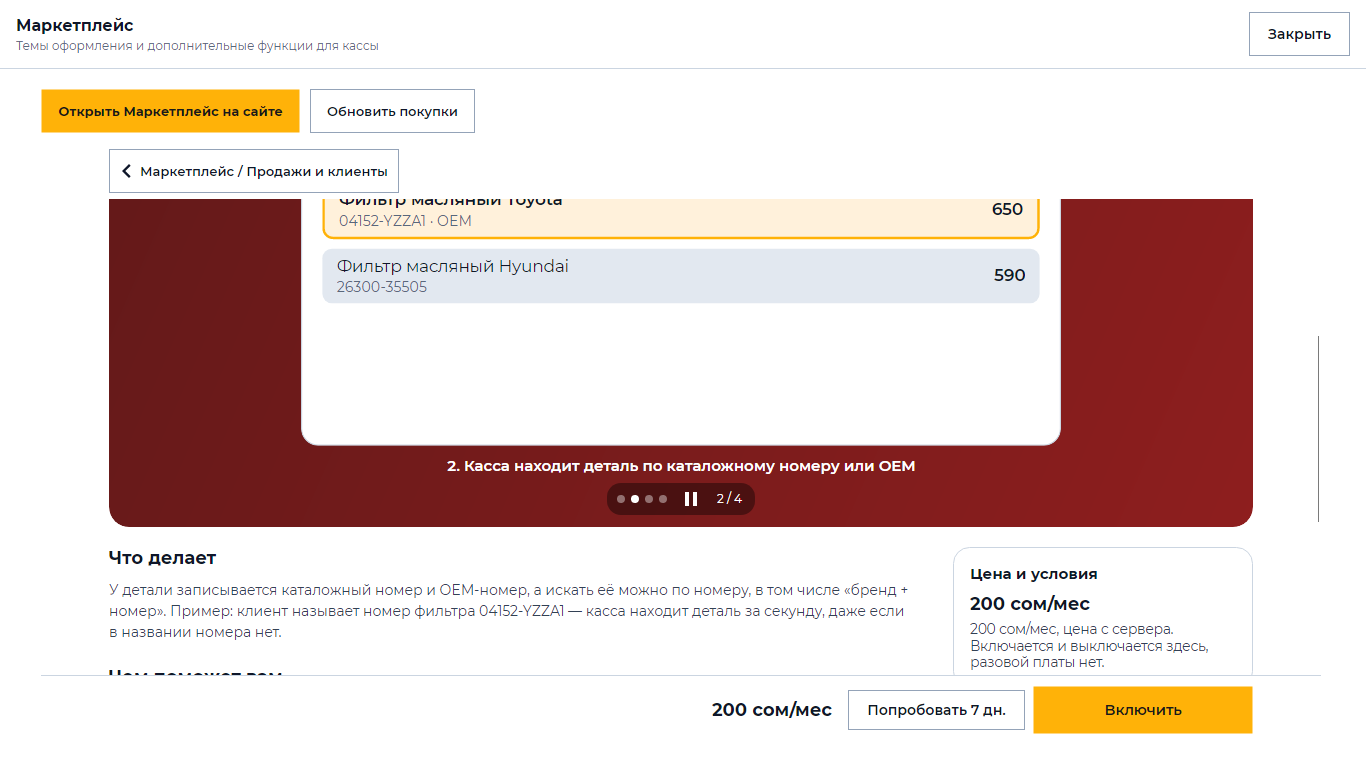 Маркетплейс
Темы оформления и дополнительные функции для кассы
Закрыть
Открыть Маркетплейс на сайте
Обновить покупки
Маркетплейс / Продажи и клиенты
Фильтр масляный Toyota
04152-YZZA1 · OEM
650
Фильтр масляный Hyundai
26300-35505
590
2. Касса находит деталь по каталожному номеру или OEM
2 / 4
Что делает
У детали записывается каталожный номер и OEM-номер, а искать её можно по номеру, в том числе «бренд +
номер». Пример: клиент называет номер фильтра 04152-YZZA1 — касса находит деталь за секунду, даже если
в названии номера нет.
Цена и условия
200 сом/мес
200 сом/мес, цена с сервера.
Включается и выключается здесь,
разовой платы нет.
Чем поможет вам
200 сом/мес
Попробовать 7 дн.
Включить